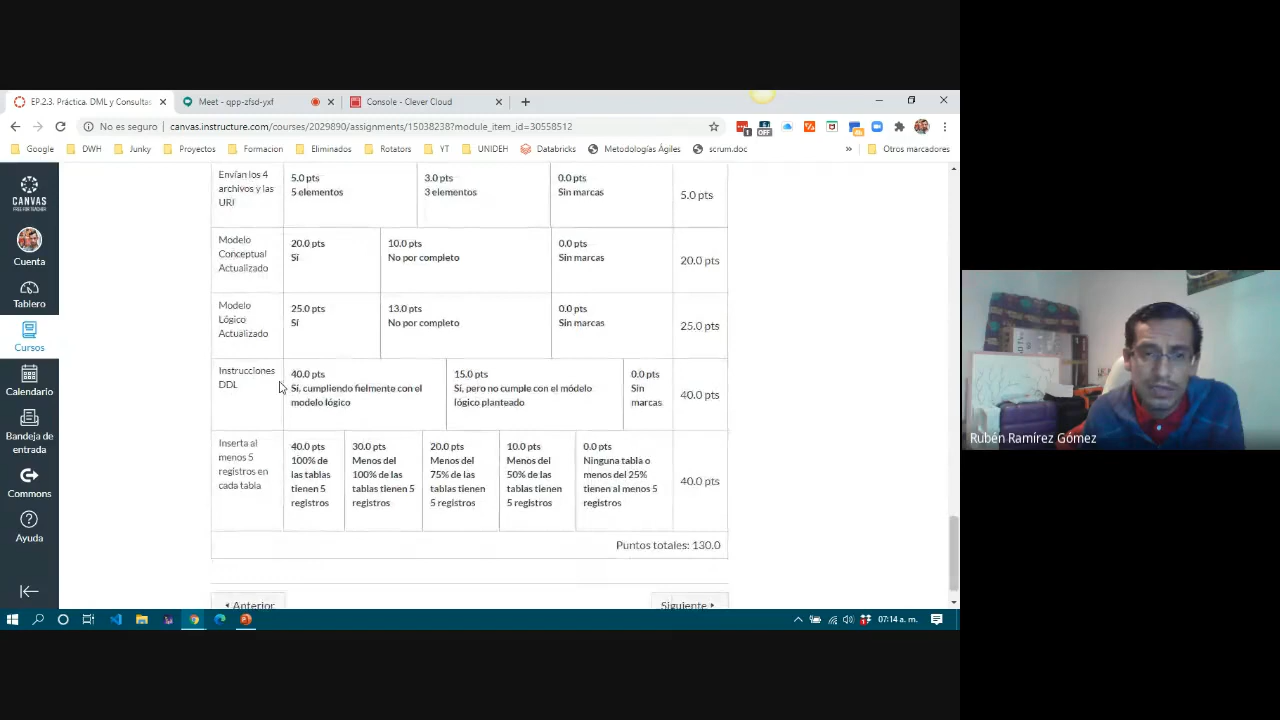 EP.2.3. Práctica. DML y Consultas
Meet - qpp-zfsd-yxf
Console - Clever Cloud
No es seguro
canvas.instructure.com/courses/2029890/assignments/15038238?module_item_id=30558512
1
OFF
Google
DWH
Junky
Proyectos
Formacion
Eliminados
Rotators
YT
UNIDEH
Databricks
Metodologías Ágiles
scrum.doc
»
Otros marcadores
CANVAS
FREE FOR TEACHER
Cuenta
Tablero
Cursos
Calendario
Bandeja de
entrada
Commons
Ayuda
Envían los 4
archivos y las
URI
5.0 pts
5 elementos
3.0 pts
3 elementos
0.0 pts
Sin marcas
5.0 pts
Modelo
Conceptual
Actualizado
20.0 pts
Sí
10.0 pts
No por completo
0.0 pts
Sin marcas
20.0 pts
Modelo
Lógico
Actualizado
25.0 pts
Sí
13.0 pts
No por completo
0.0 pts
Sin marcas
25.0 pts
Instrucciones
DDL
40.0 pts
Sí, cumpliendo fielmente con el
modelo lógico
15.0 pts
Sí, pero no cumple con el módelo
lógico planteado
0.0 pts
Sin
marcas
40.0 pts
Inserta al
menos 5
registros en
cada tabla
40.0 pts
100% de
las tablas
tienen 5
registros
30.0 pts
Menos del
100% de las
tablas tienen 5
registros
20.0 pts
Menos del
75% de las
tablas tienen
5 registros
10.0 pts
Menos del
50% de las
tablas tienen
5 registros
0.0 pts
Ninguna tabla o
menos del 25%
tienen al menos 5
registros
40.0 pts
Puntos totales: 130.0
Anterior
Siguiente
07:14 a. m.
Rubén Ramírez Gómez